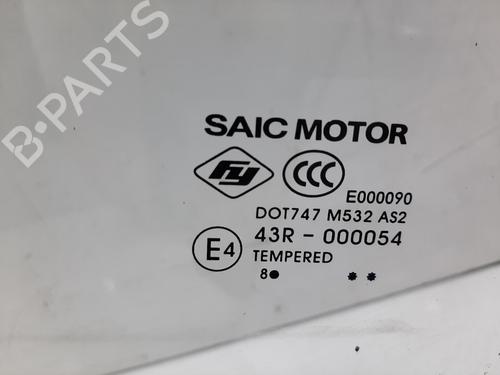 B-PARTS
SAIC MOTOR
FY CCC E000090
DOT747 M532 AS2
E4 43R - 000054
TEMPERED
8● **